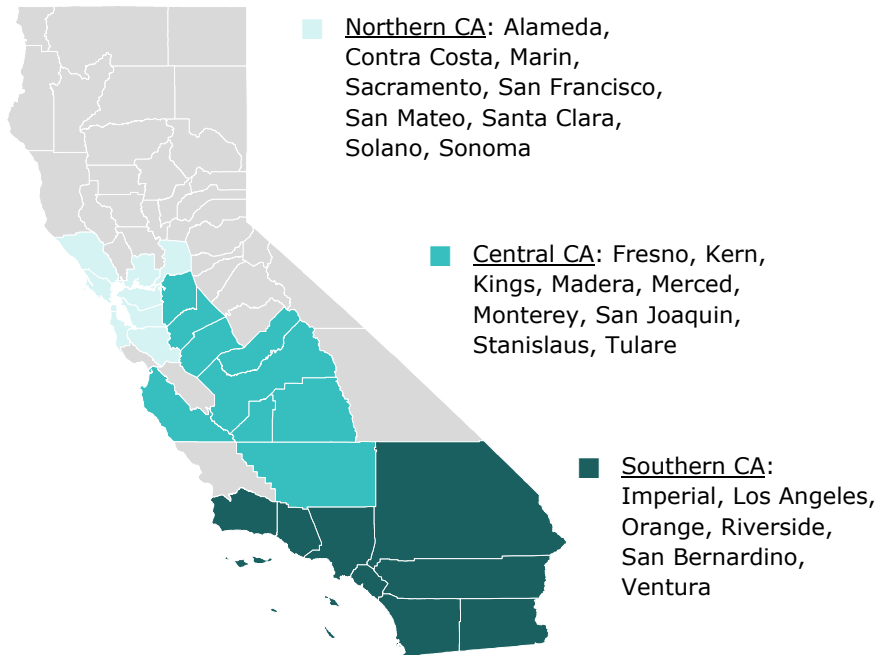 Northern CA: Alameda,
Contra Costa, Marin,
Sacramento, San Francisco,
San Mateo, Santa Clara,
Solano, Sonoma
Central CA: Fresno, Kern,
Kings, Madera, Merced,
Monterey, San Joaquin,
Stanislaus, Tulare
Southern CA:
Imperial, Los Angeles,
Orange, Riverside,
San Bernardino,
Ventura